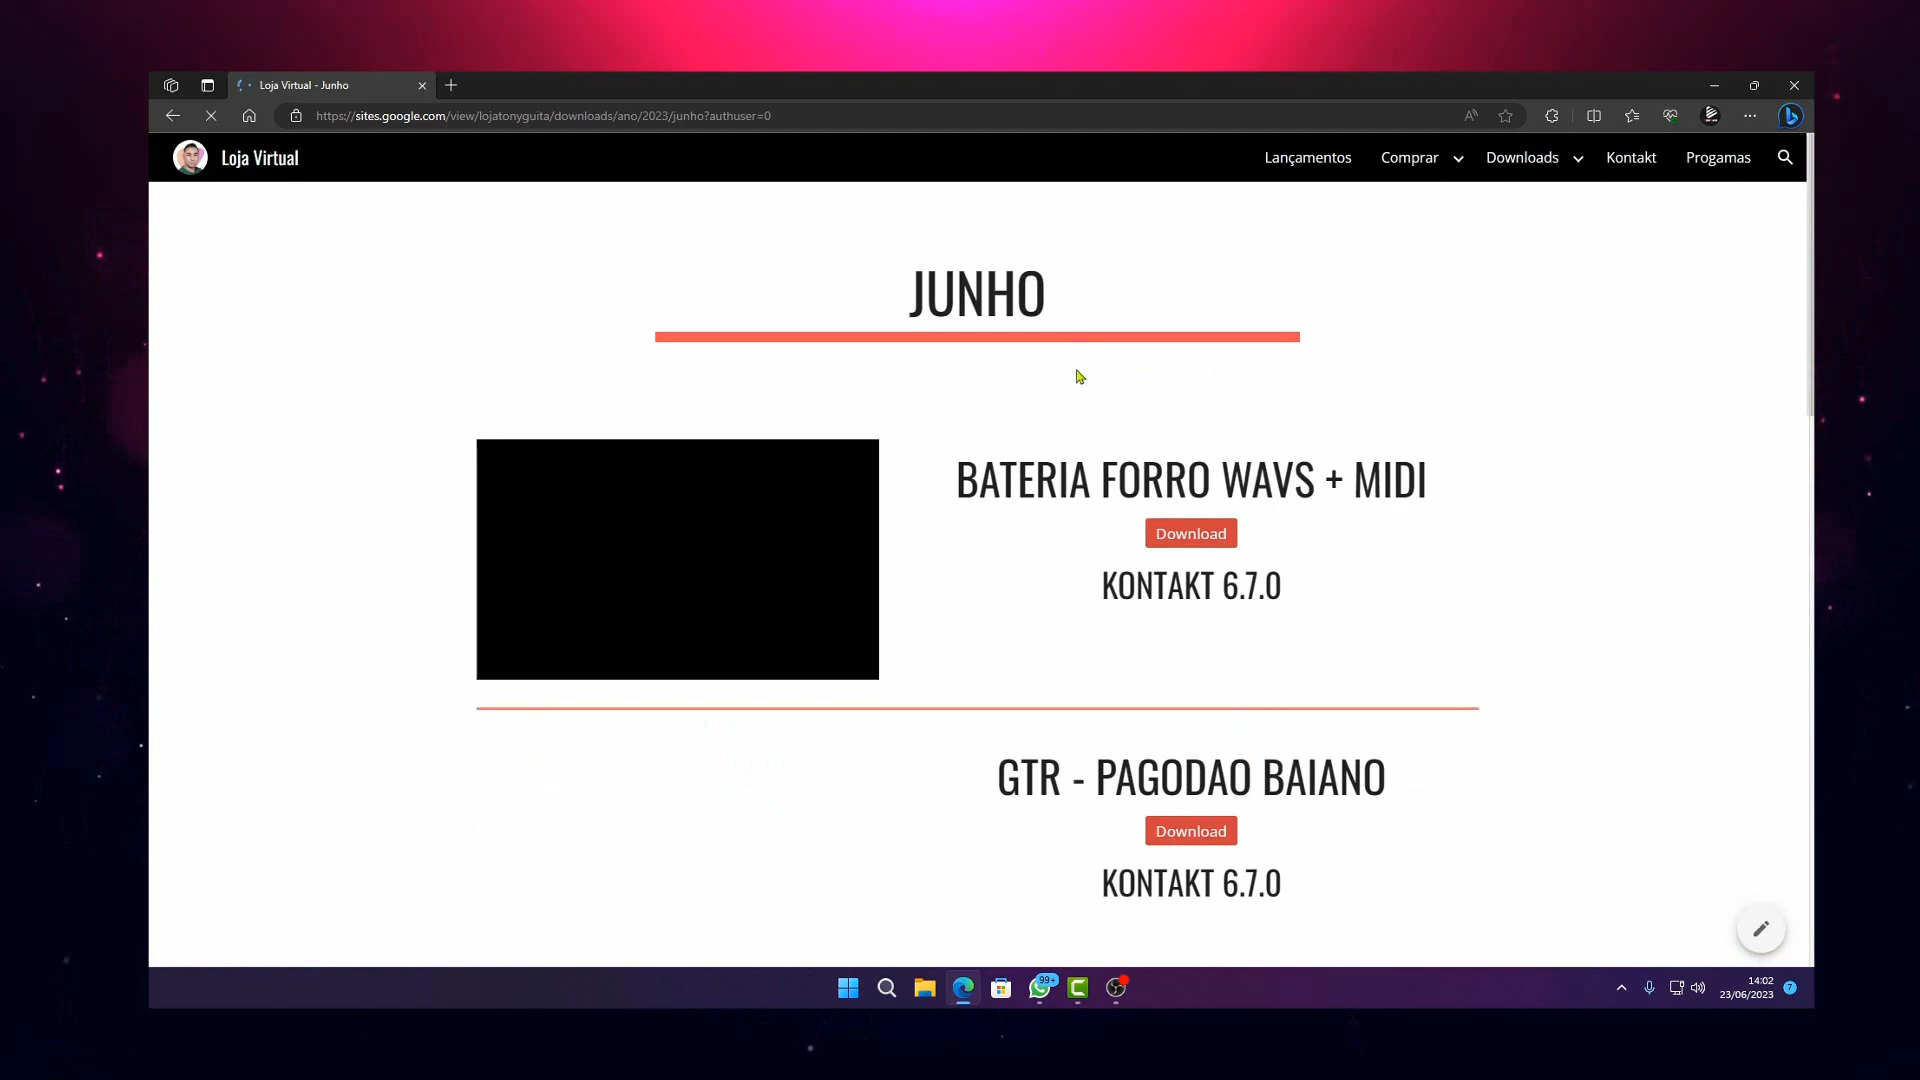 Loja Virtual - Junho
https://sites.google.com/view/lojatonyguita/downloads/ano/2023/junho?authuser=0
Loja Virtual
Lançamentos Comprar Downloads Kontakt Progamas
JUNHO
BATERIA FORRO WAVS + MIDI
Download
KONTAKT 6.7.0
GTR - PAGODAO BAIANO
Download
KONTAKT 6.7.0
99+
14:02
23/06/2023
7